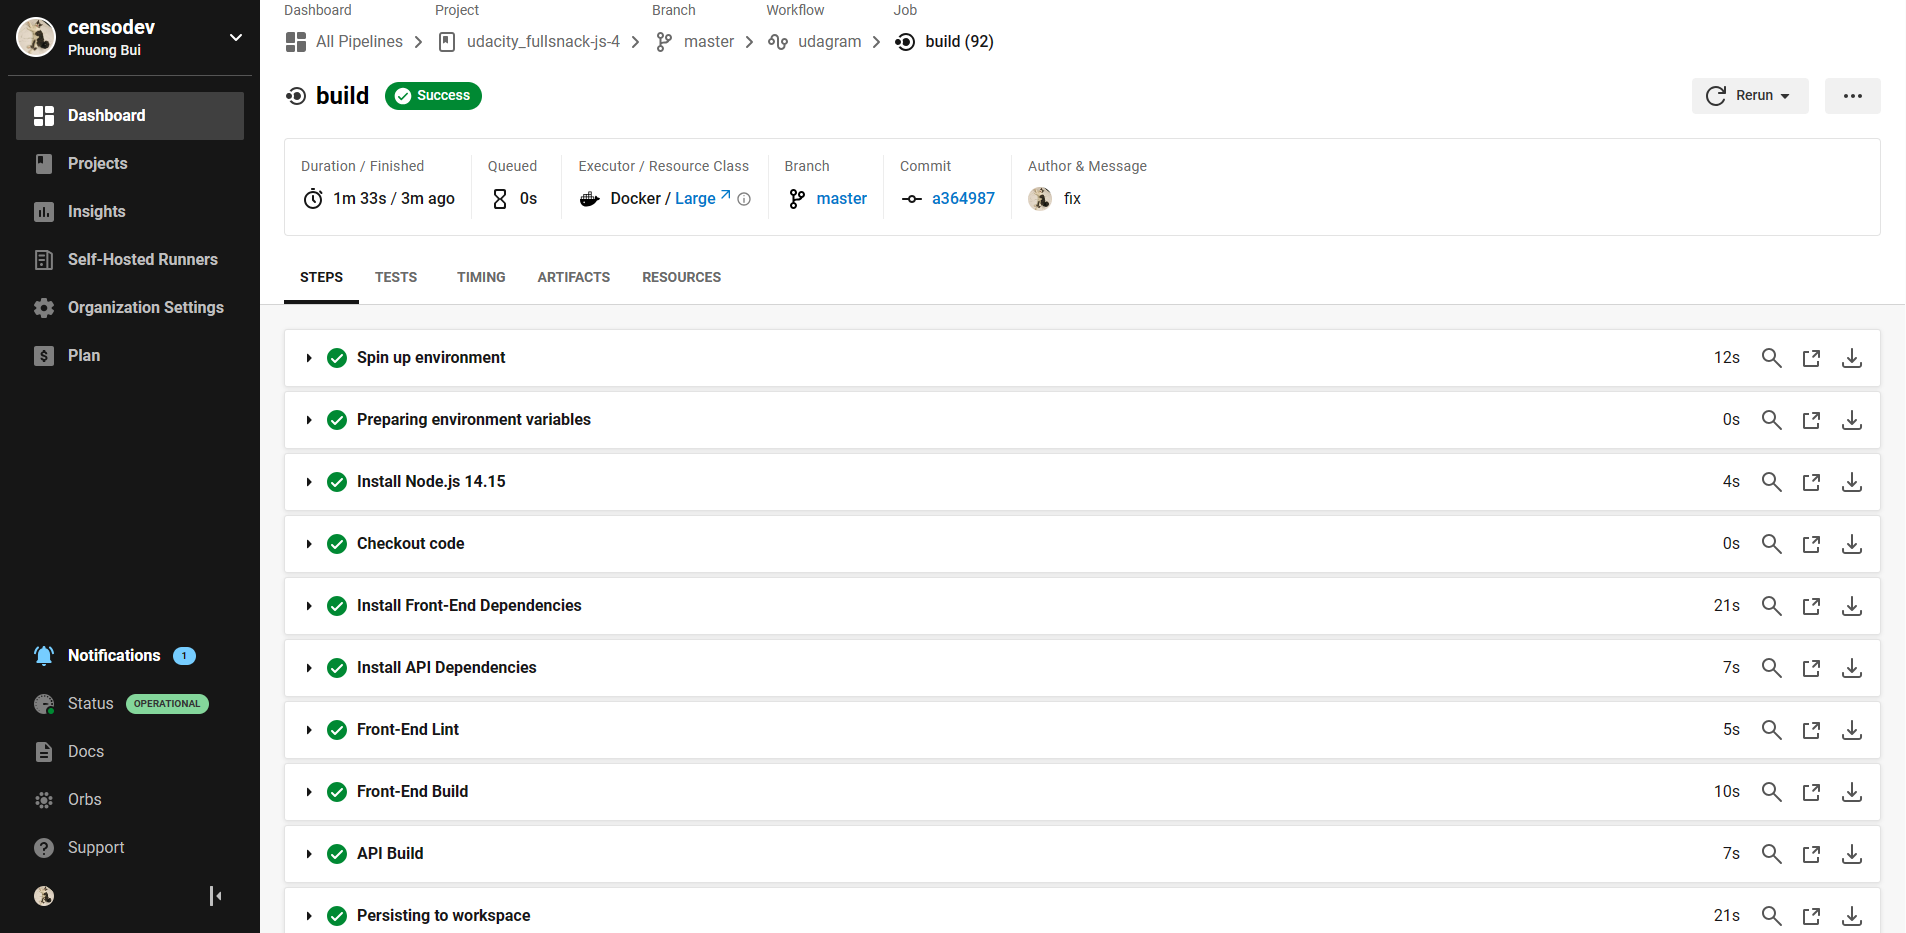 censodev
Phuong Bui
Dashboard
Projects
Insights
Self-Hosted Runners
Organization Settings
Plan
Notifications 1
Status OPERATIONAL
Docs
Orbs
Support
Dashboard Project Branch Workflow Job
All Pipelines udacity_fullsnack-js-4 master udagram build (92)
build Success
Rerun
Duration / Finished Queued Executor / Resource Class Branch Commit Author & Message
1m 33s / 3m ago 0s Docker / Large master a364987 fix
STEPS TESTS TIMING ARTIFACTS RESOURCES
Spin up environment 12s
Preparing environment variables 0s
Install Node.js 14.15 4s
Checkout code 0s
Install Front-End Dependencies 21s
Install API Dependencies 7s
Front-End Lint 5s
Front-End Build 10s
API Build 7s
Persisting to workspace 21s